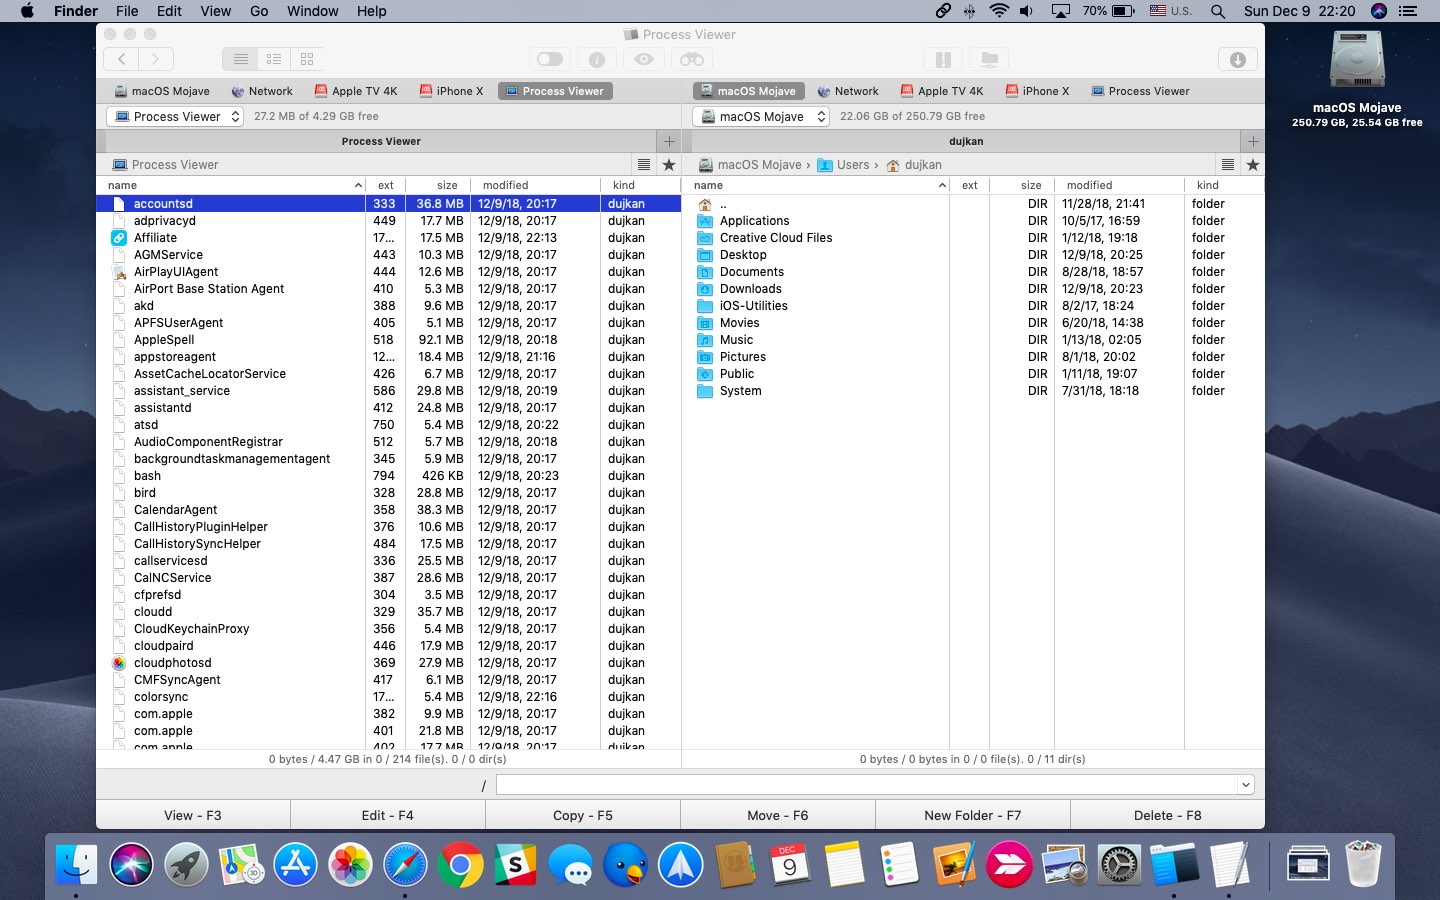 Finder File Edit View Go Window Help 70% U.S. Sun Dec 9 22:20
Process Viewer
macOS Mojave Network Apple TV 4K iPhone X Process Viewer macOS Mojave Network Apple TV 4K iPhone X Process Viewer
Process Viewer 27.2 MB of 4.29 GB free macOS Mojave 22.06 GB of 250.79 GB free
Process Viewer + dujkan +
Process Viewer macOS Mojave › Users › dujkan
name ext size modified kind name ext size modified kind
accountsd 333 36.8 MB 12/9/18, 20:17 dujkan .. DIR 11/28/18, 21:41 folder
adprivacyd 449 17.7 MB 12/9/18, 20:17 dujkan Applications DIR 10/5/17, 16:59 folder
Affiliate 17... 17.5 MB 12/9/18, 22:13 dujkan Creative Cloud Files DIR 1/12/18, 19:18 folder
AGMService 443 10.3 MB 12/9/18, 20:17 dujkan Desktop DIR 12/9/18, 20:25 folder
AirPlayUIAgent 444 12.6 MB 12/9/18, 20:17 dujkan Documents DIR 8/28/18, 18:57 folder
AirPort Base Station Agent 410 5.3 MB 12/9/18, 20:17 dujkan Downloads DIR 12/9/18, 20:23 folder
akd 388 9.6 MB 12/9/18, 20:17 dujkan iOS-Utilities DIR 8/2/17, 18:24 folder
APFSUserAgent 405 5.1 MB 12/9/18, 20:17 dujkan Movies DIR 6/20/18, 14:38 folder
AppleSpell 518 92.1 MB 12/9/18, 20:18 dujkan Music DIR 1/13/18, 02:05 folder
appstoreagent 12... 18.4 MB 12/9/18, 21:16 dujkan Pictures DIR 8/1/18, 20:02 folder
AssetCacheLocatorService 426 6.7 MB 12/9/18, 20:17 dujkan Public DIR 1/11/18, 19:07 folder
assistant_service 586 29.8 MB 12/9/18, 20:19 dujkan System DIR 7/31/18, 18:18 folder
assistantd 412 24.8 MB 12/9/18, 20:17 dujkan
atsd 750 5.4 MB 12/9/18, 20:22 dujkan
AudioComponentRegistrar 512 5.7 MB 12/9/18, 20:18 dujkan
backgroundtaskmanagementagent 345 5.9 MB 12/9/18, 20:17 dujkan
bash 794 426 KB 12/9/18, 20:23 dujkan
bird 328 28.8 MB 12/9/18, 20:17 dujkan
CalendarAgent 358 38.3 MB 12/9/18, 20:17 dujkan
CallHistoryPluginHelper 376 10.6 MB 12/9/18, 20:17 dujkan
CallHistorySyncHelper 484 17.5 MB 12/9/18, 20:17 dujkan
callservicesd 336 25.5 MB 12/9/18, 20:17 dujkan
CalNCService 387 28.6 MB 12/9/18, 20:17 dujkan
cfprefsd 304 3.5 MB 12/9/18, 20:17 dujkan
cloudd 329 35.7 MB 12/9/18, 20:17 dujkan
CloudKeychainProxy 356 5.4 MB 12/9/18, 20:17 dujkan
cloudpaird 446 17.9 MB 12/9/18, 20:17 dujkan
cloudphotosd 369 27.9 MB 12/9/18, 20:17 dujkan
CMFSyncAgent 417 6.1 MB 12/9/18, 20:17 dujkan
colorsync 17... 5.4 MB 12/9/18, 22:16 dujkan
com.apple 382 9.9 MB 12/9/18, 20:17 dujkan
com.apple 401 21.8 MB 12/9/18, 20:17 dujkan
com.apple 402 17.7 MB 12/9/18, 20:17 dujkan
0 bytes / 4.47 GB in 0 / 214 file(s). 0 / 0 dir(s) 0 bytes / 0 bytes in 0 / 0 file(s). 0 / 11 dir(s)
/
View - F3 Edit - F4 Copy - F5 Move - F6 New Folder - F7 Delete - F8
macOS Mojave
250.79 GB, 25.54 GB free
DEC
9
3D
S